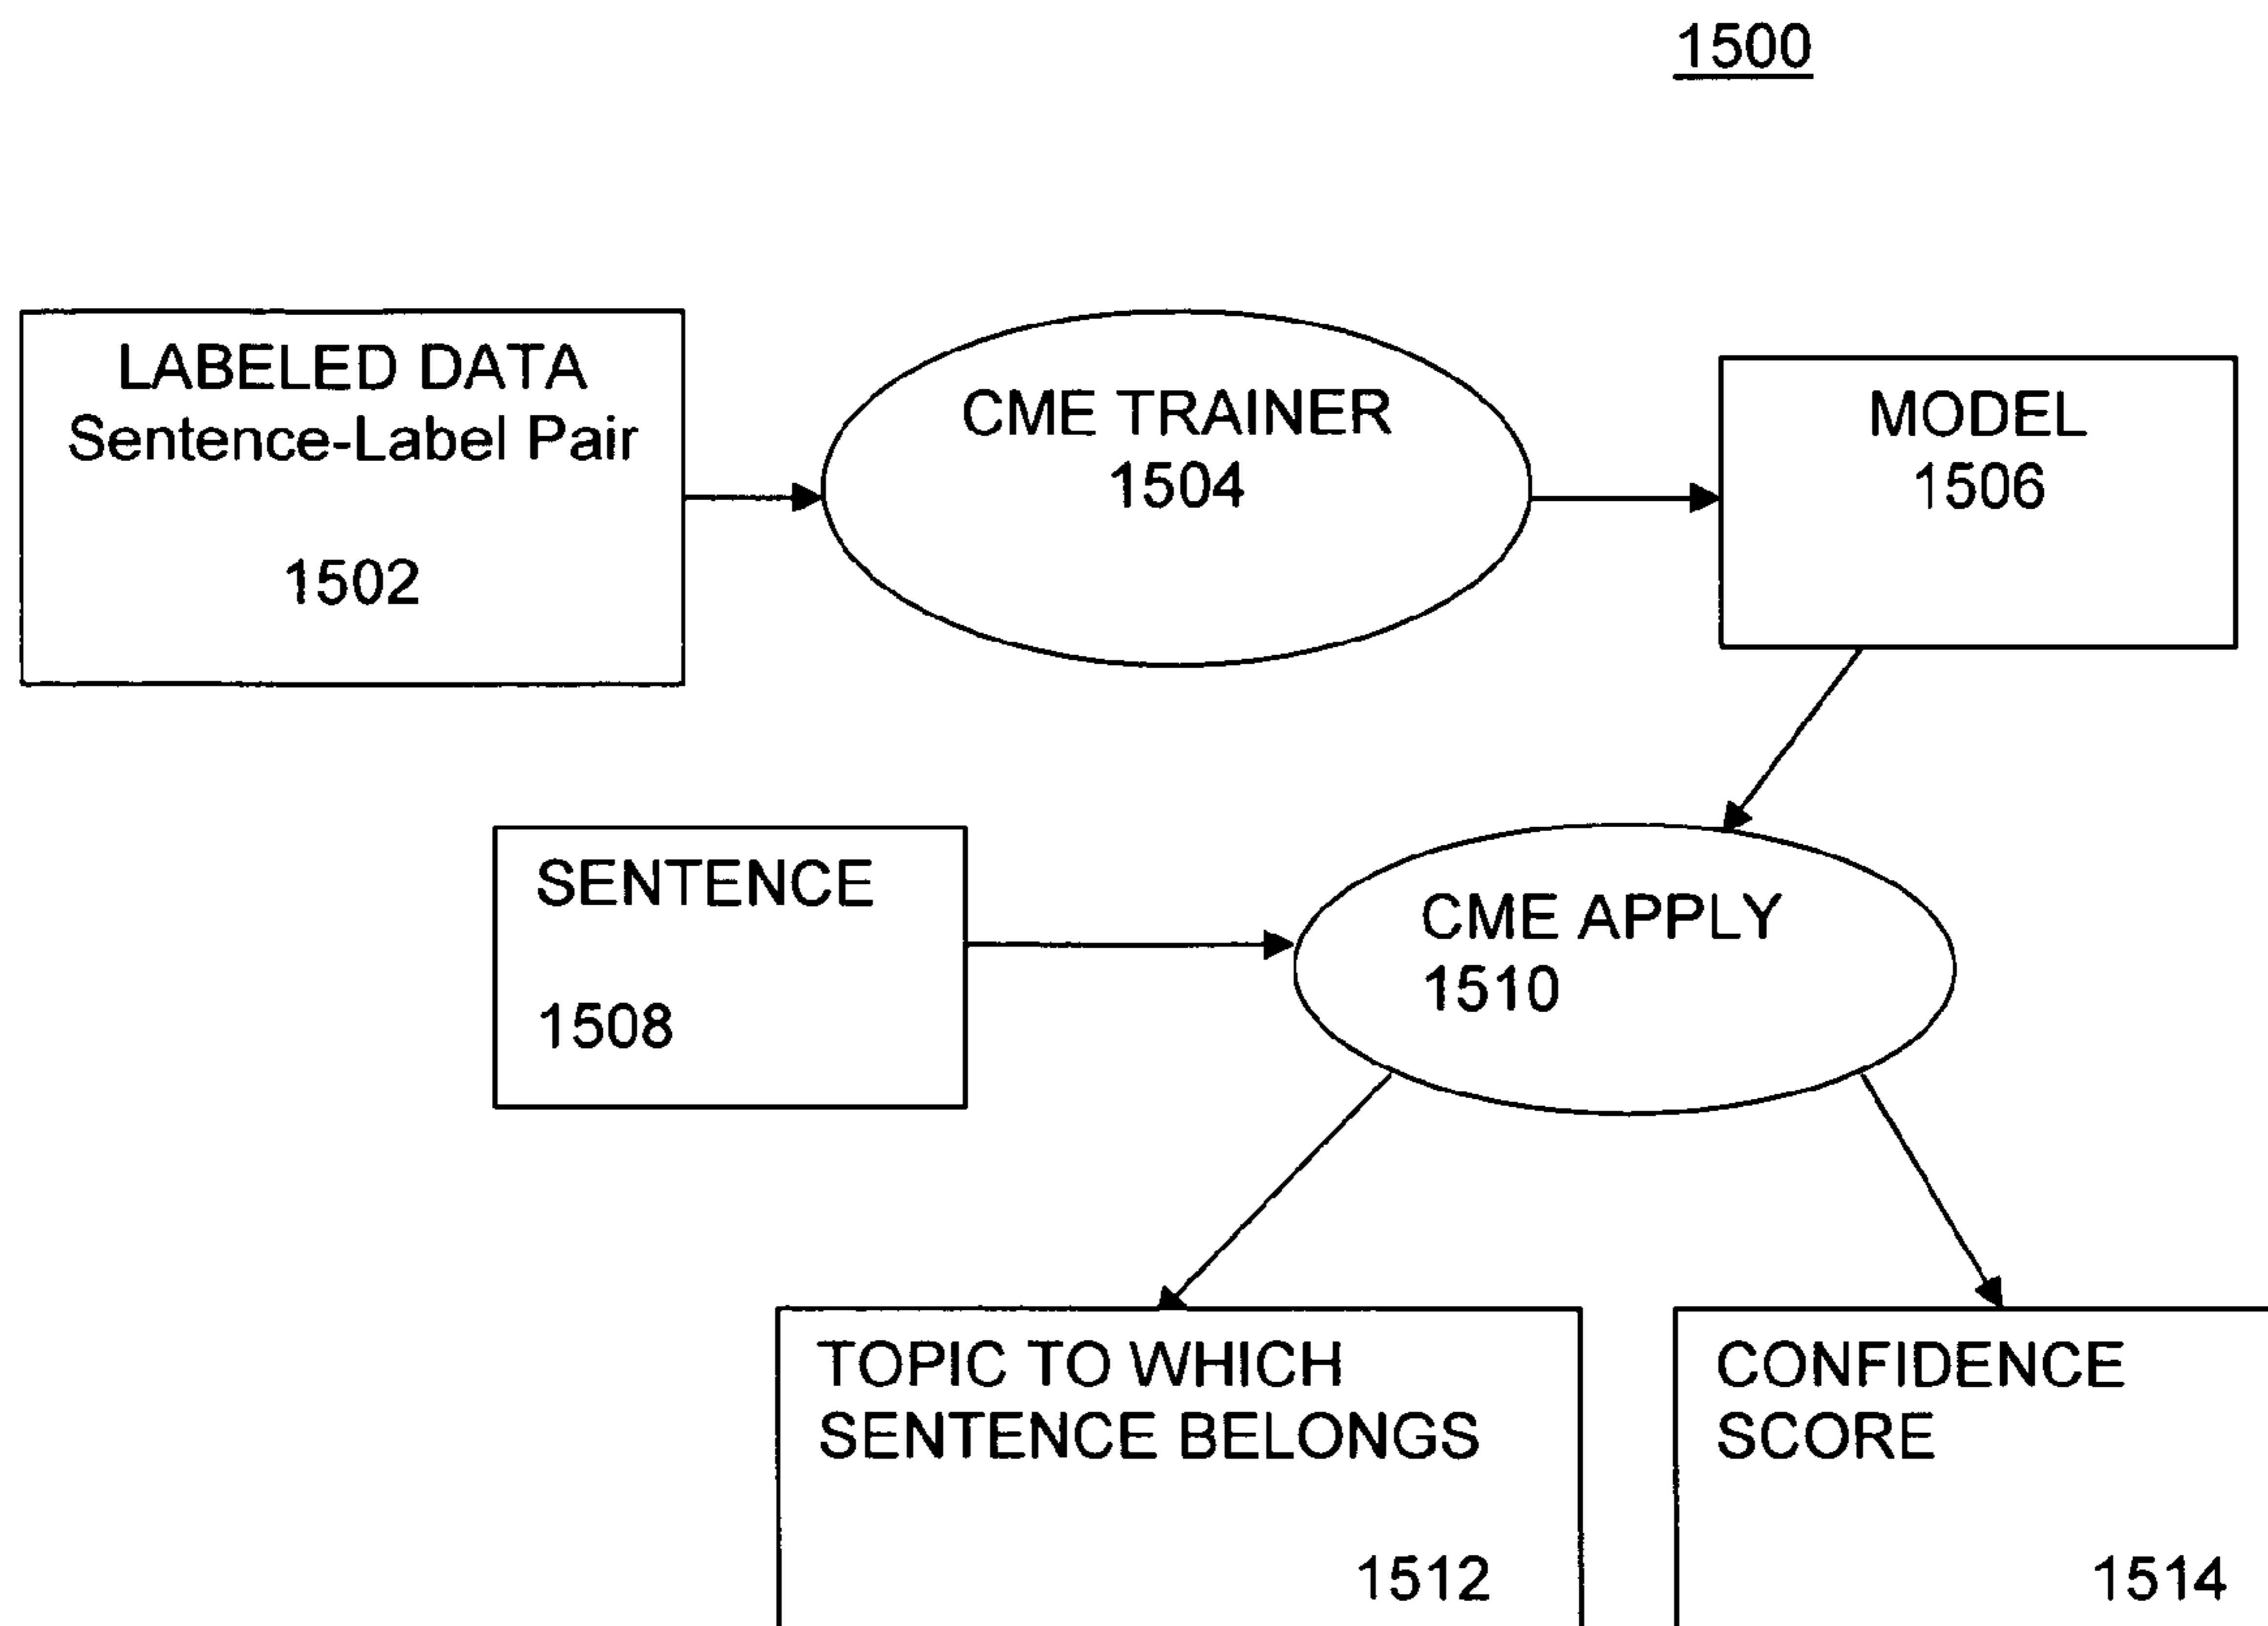 1500
LABELED DATA
Sentence-Label Pair
1502
CME TRAINER
1504
MODEL
1506
SENTENCE
1508
CME APPLY
1510
TOPIC TO WHICH
SENTENCE BELONGS
1512
CONFIDENCE
SCORE
1514